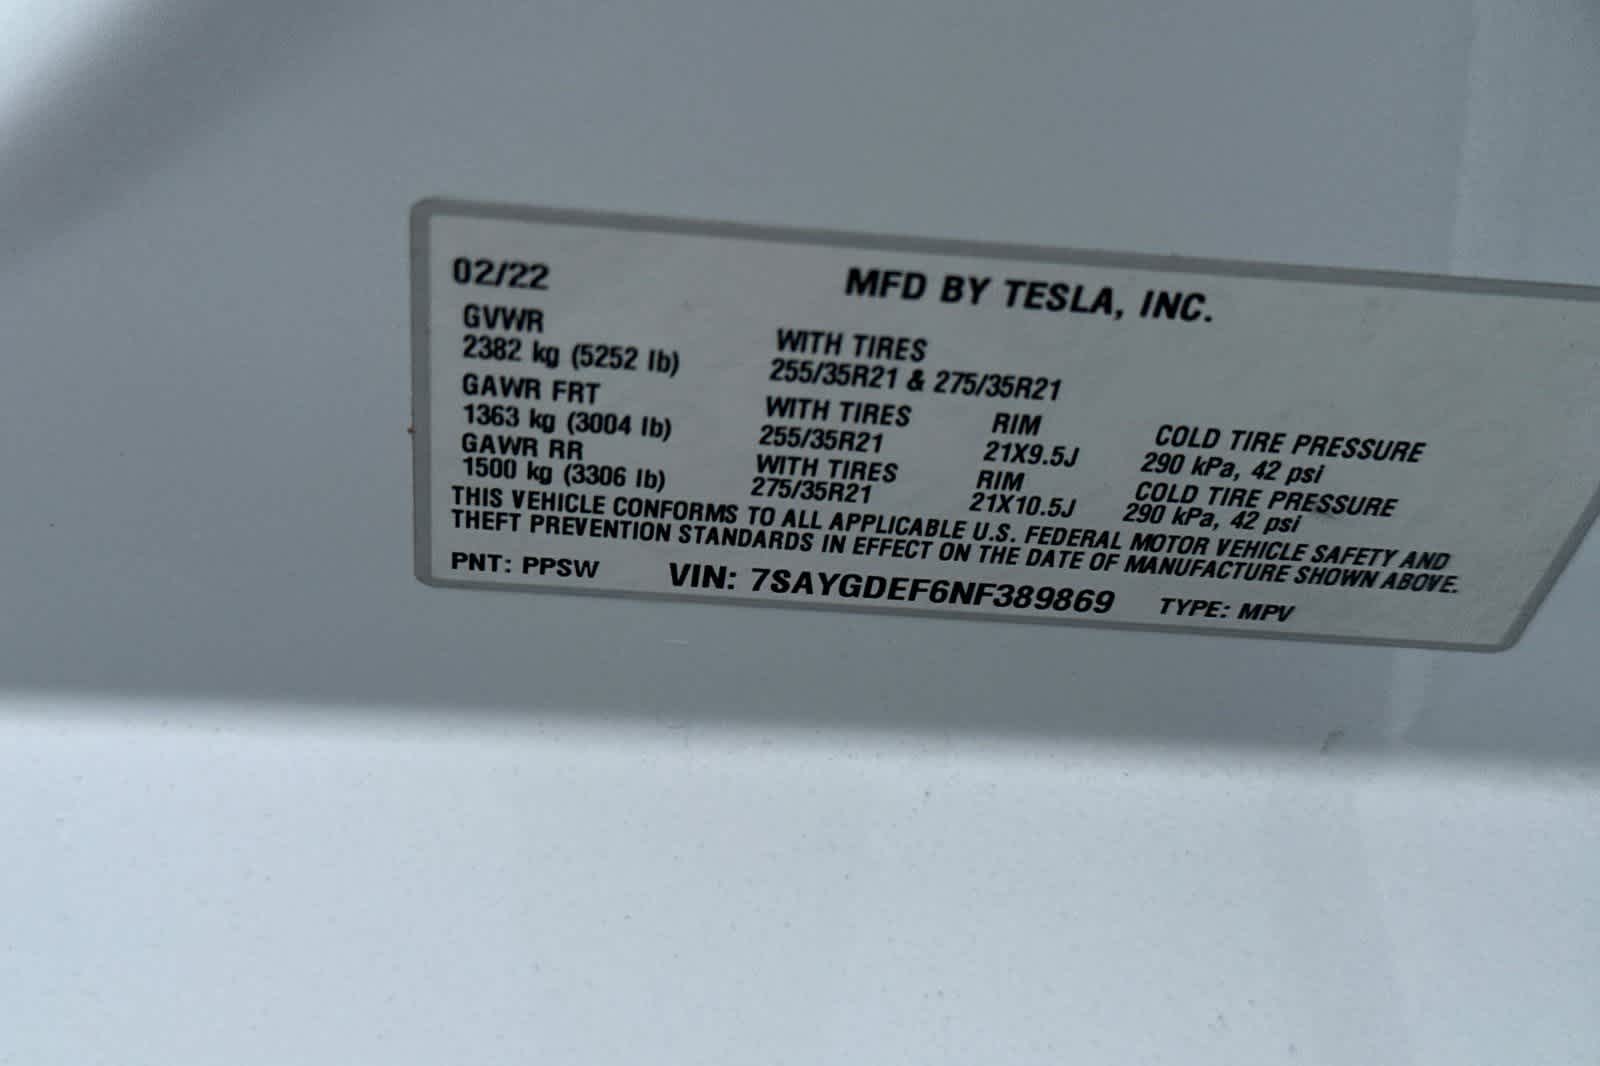 02/22 MFD BY TESLA, INC.
GVWR WITH TIRES
2382 kg (5252 lb) 255/35R21 & 275/35R21
GAWR FRT WITH TIRES RIM COLD TIRE PRESSURE
1363 kg (3004 lb) 255/35R21 21X9.5J 290 kPa, 42 psi
GAWR RR WITH TIRES RIM COLD TIRE PRESSURE
1500 kg (3306 lb) 275/35R21 21X10.5J 290 kPa, 42 psi
THIS VEHICLE CONFORMS TO ALL APPLICABLE U.S. FEDERAL MOTOR VEHICLE SAFETY AND
THEFT PREVENTION STANDARDS IN EFFECT ON THE DATE OF MANUFACTURE SHOWN ABOVE.
PNT: PPSW VIN: 7SAYGDEF6NF389869 TYPE: MPV